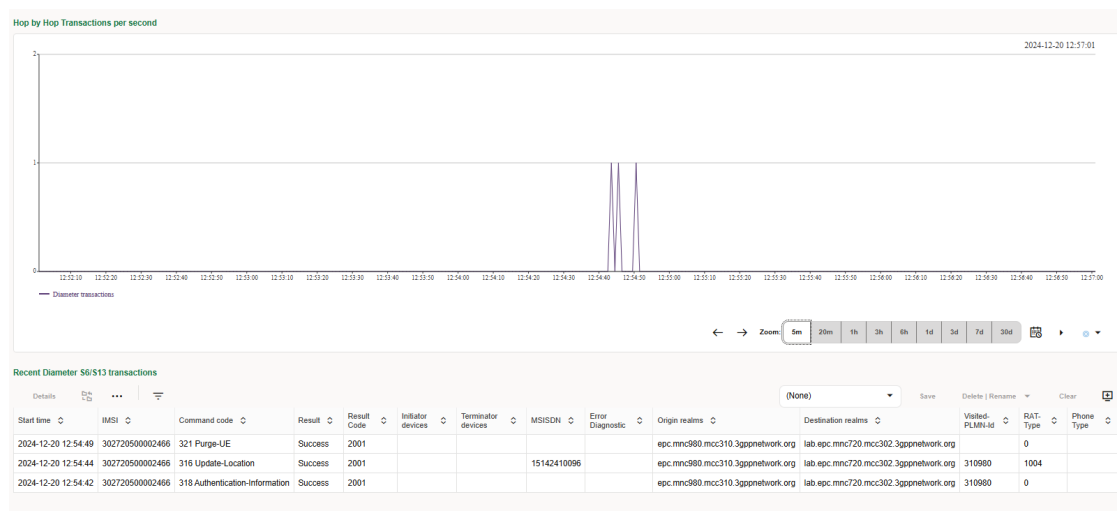 Hop by Hop Transactions per second
2024-12-20 12:57:01
2
1
0
12:52:10 12:52:20 12:52:30 12:52:40 12:52:50 12:53:00 12:53:10 12:53:20 12:53:30 12:53:40 12:53:50 12:54:00 12:54:10 12:54:20 12:54:30 12:54:40 12:54:50 12:55:00 12:55:10 12:55:20 12:55:30 12:55:40 12:55:50 12:56:00 12:56:10 12:56:20 12:56:30 12:56:40 12:56:50 12:57:00
Diameter transactions
Zoom: 5m 20m 1h 3h 6h 1d 3d 7d 30d
Recent Diameter S6/S13 transactions
Details (None) Save Delete | Rename Clear
Start time IMSI Command code Result Result Code Initiator devices Terminator devices MSISDN Error Diagnostic Origin realms Destination realms Visited-PLMN-Id RAT-Type Phone Type
2024-12-20 12:54:49 302720500002466 321 Purge-UE Success 2001 epc.mnc980.mcc310.3gppnetwork.org lab.epc.mnc720.mcc302.3gppnetwork.org 0
2024-12-20 12:54:44 302720500002466 316 Update-Location Success 2001 15142410096 epc.mnc980.mcc310.3gppnetwork.org lab.epc.mnc720.mcc302.3gppnetwork.org 310980 1004
2024-12-20 12:54:42 302720500002466 318 Authentication-Information Success 2001 epc.mnc980.mcc310.3gppnetwork.org lab.epc.mnc720.mcc302.3gppnetwork.org 310980 0